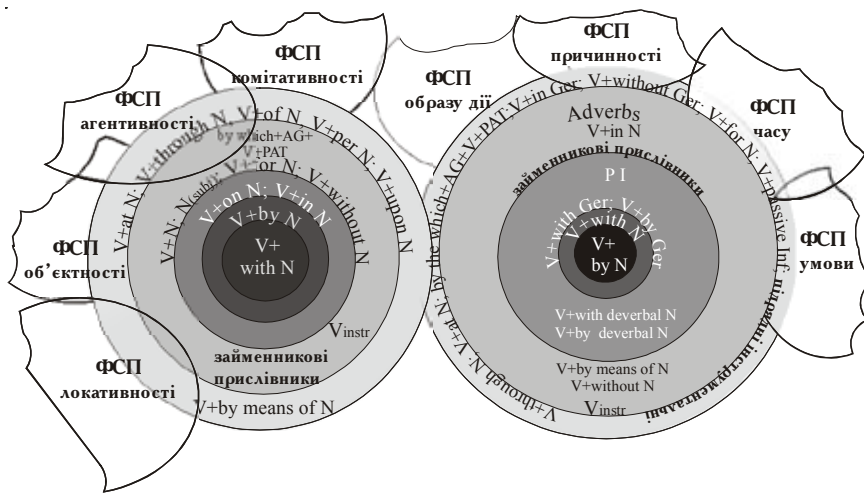 ФСП
комітативності
ФСП
агентивності
ФСП
образу дії
ФСП
причинності
ФСП
часу
ФСП
умови
ФСП
об’єктності
ФСП
локативності
V+at N; V+through N, V+of N, V+per N; V+upon N
by which+AG+
V+PAT
V+N; N(subj); V+for N; V+without N
V+on N; V+in N
V+by N
V+
with N
Vinstr
займенникові
прислівники
V+by means of N
V+through N; V+at N; by the which+AG+V+PAT;V+in Ger; V+without Ger; V+for N; V+passive Inf; підрядні інструментальні
Adverbs
V+in N
займенникові прислівники
P I
V+with Ger; V+by Ger
V+with N
V+
by N
V+with deverbal N
V+by deverbal N
V+by means of N
V+without N
Vinstr